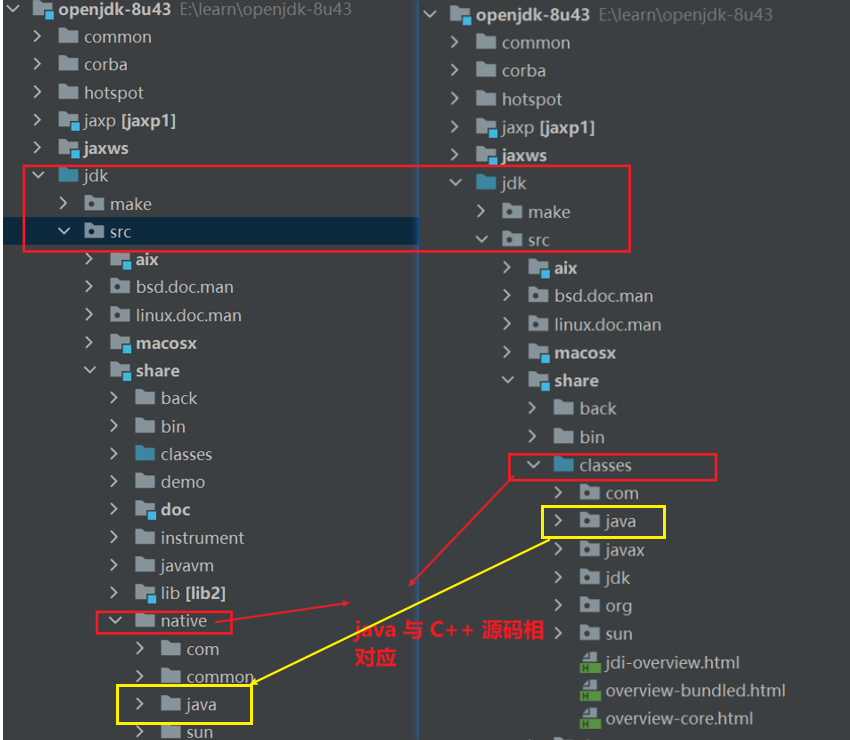 openjdk-8u43 E:\learn\openjdk-8u43
common
corba
hotspot
jaxp [jaxp1]
jaxws
jdk
make
src
aix
bsd.doc.man
linux.doc.man
macosx
share
back
bin
classes
demo
doc
instrument
javavm
lib [lib2]
native
com
common
java
sun
openjdk-8u43 E:\learn\openjdk-8u43
common
corba
hotspot
jaxp [jaxp1]
jaxws
jdk
make
src
aix
bsd.doc.man
linux.doc.man
macosx
share
back
bin
classes
com
java
javax
jdk
org
sun
jdi-overview.html
overview-bundled.html
overview-core.html
java 与 C++ 源码相
对应